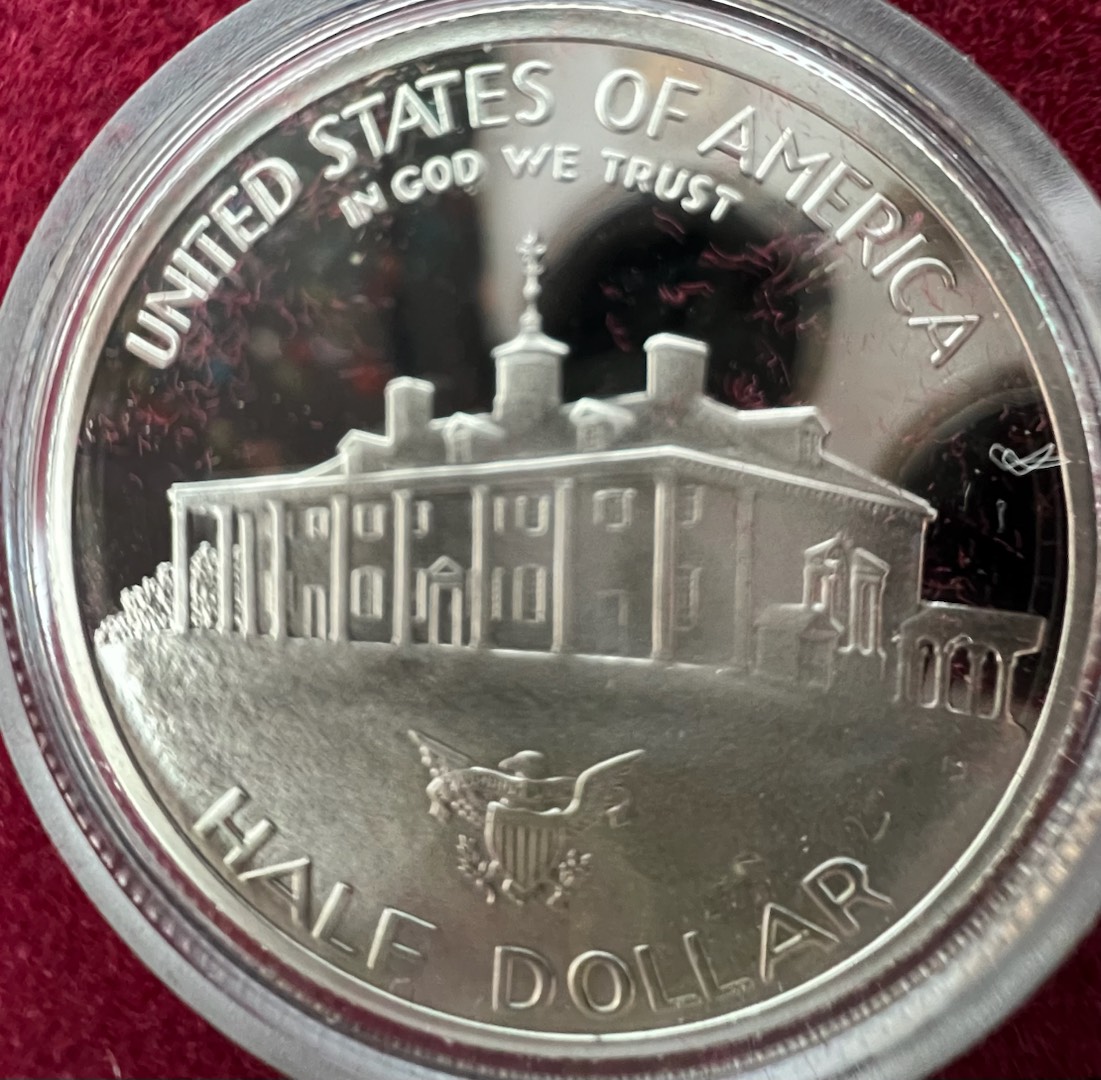 UNITED STATES OF AMERICA
IN GOD WE TRUST
HALF DOLLAR